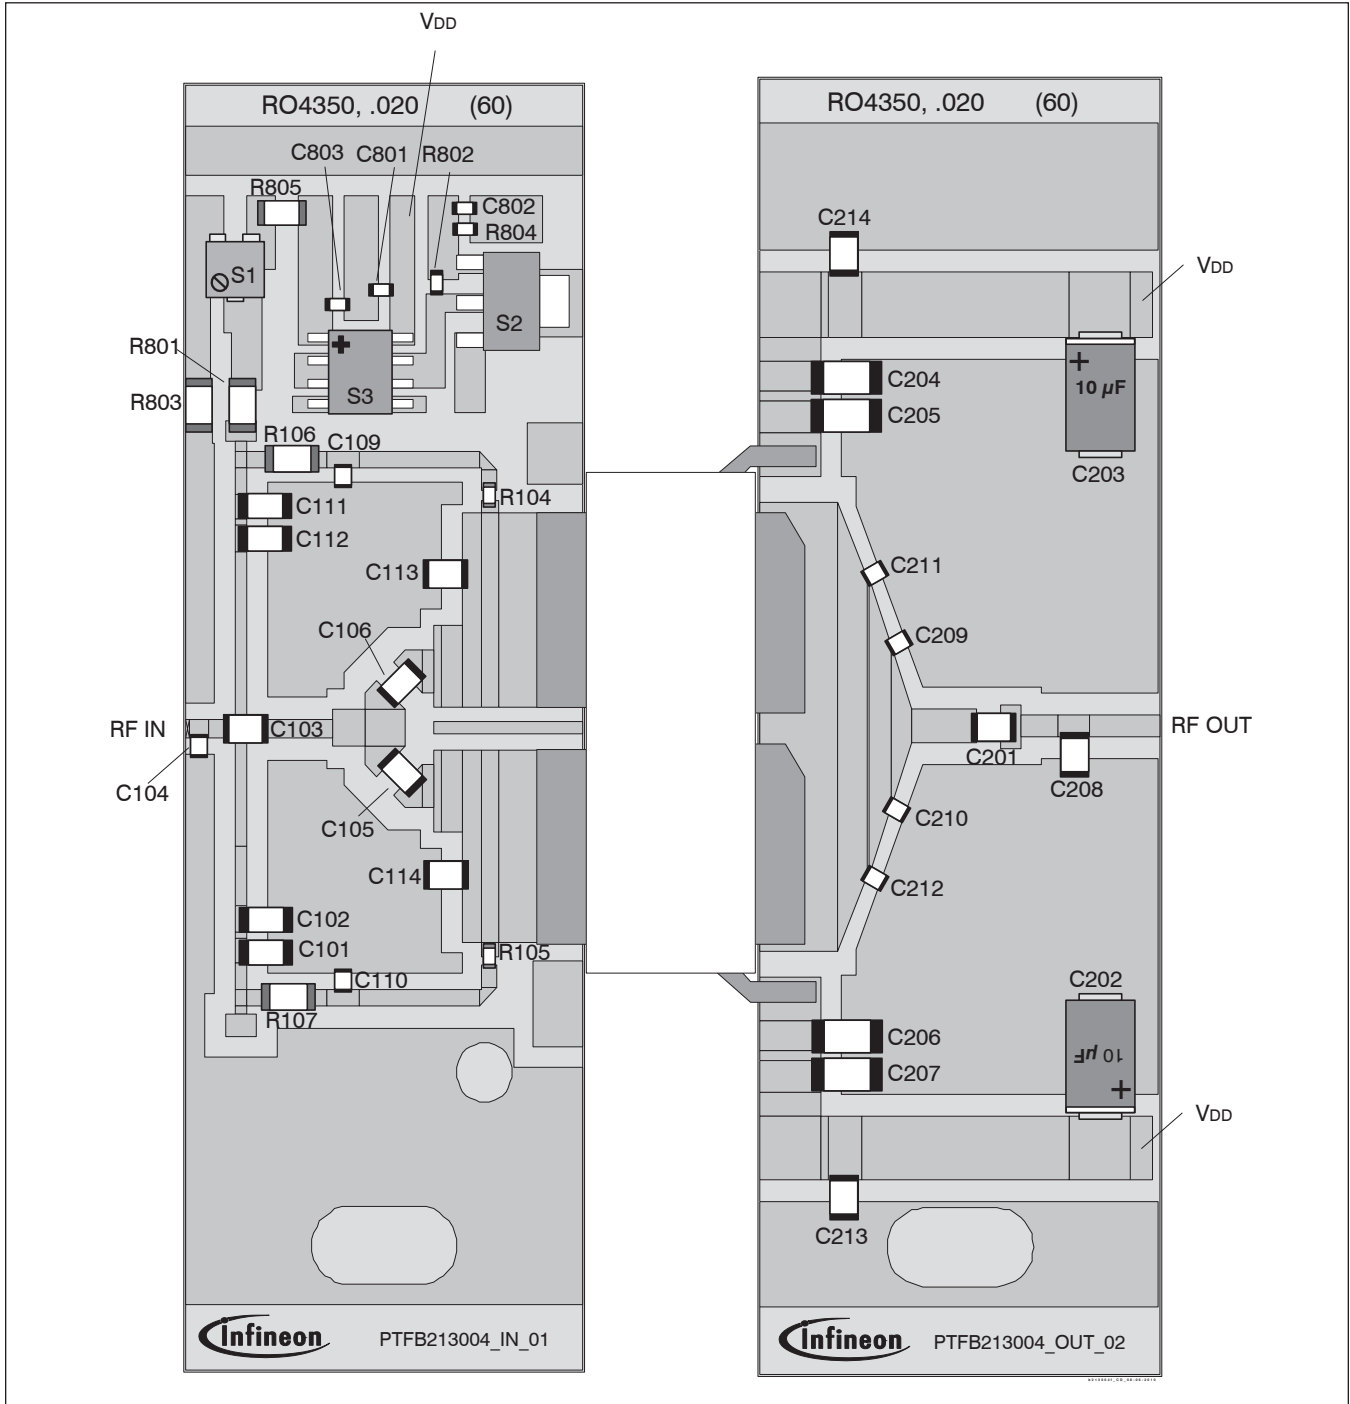 VDD
RO4350, .020 (60)
RO4350, .020 (60)
C803 C801 R802
R805
C802
R804
C214
S1
VDD
S2
R801
+
S3
R803
C204
C205
+
10 µF
C203
R106 C109
R104
C111
C112
C113
C211
C106
C209
RF IN
C103
C201
RF OUT
C104
C208
C105
C210
C114
C212
C102
C101
R105
C110
C202
R107
C206
C207
10 µF
+
VDD
C213
infineon
PTFB213004_IN_01
infineon
PTFB213004_OUT_02